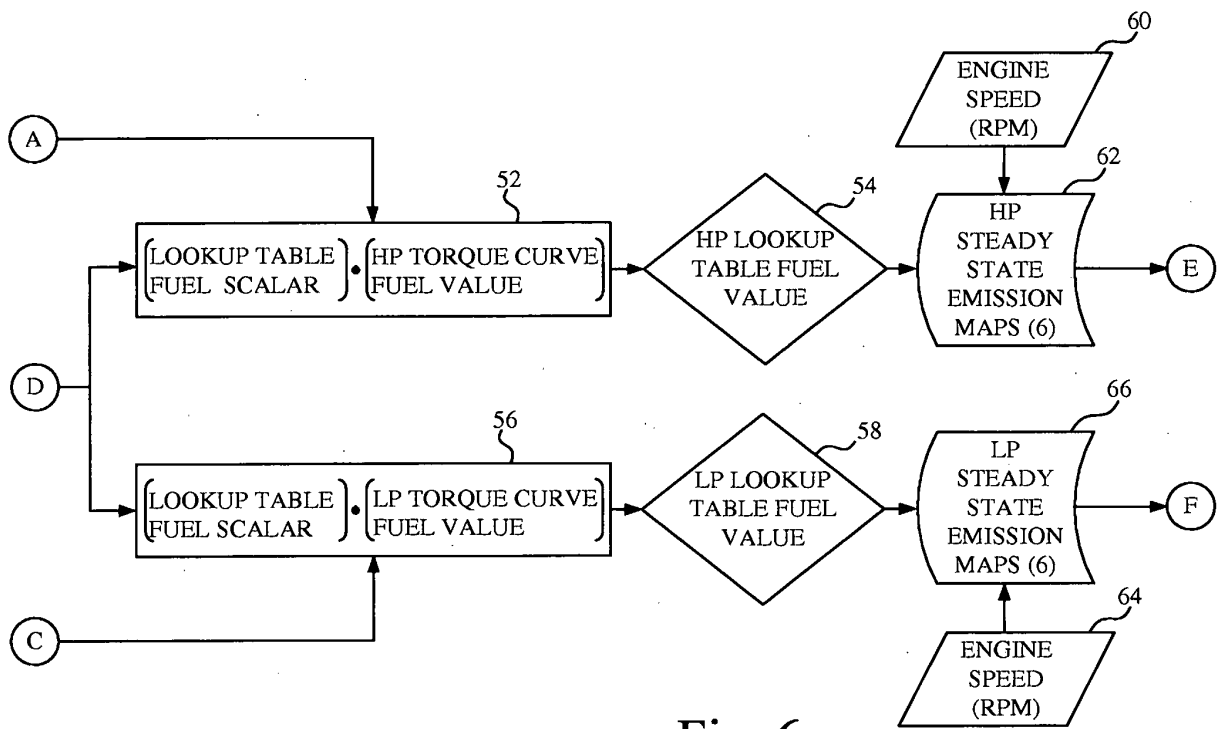 60
ENGINE
SPEED
(RPM)
A
52
54
62
LOOKUP TABLE
FUEL SCALAR
HP TORQUE CURVE
FUEL VALUE
HP LOOKUP
TABLE FUEL
VALUE
HP
STEADY
STATE
EMISSION
MAPS (6)
E
D
56
58
66
LOOKUP TABLE
FUEL SCALAR
LP TORQUE CURVE
FUEL VALUE
LP LOOKUP
TABLE FUEL
VALUE
LP
STEADY
STATE
EMISSION
MAPS (6)
F
C
64
ENGINE
SPEED
(RPM)